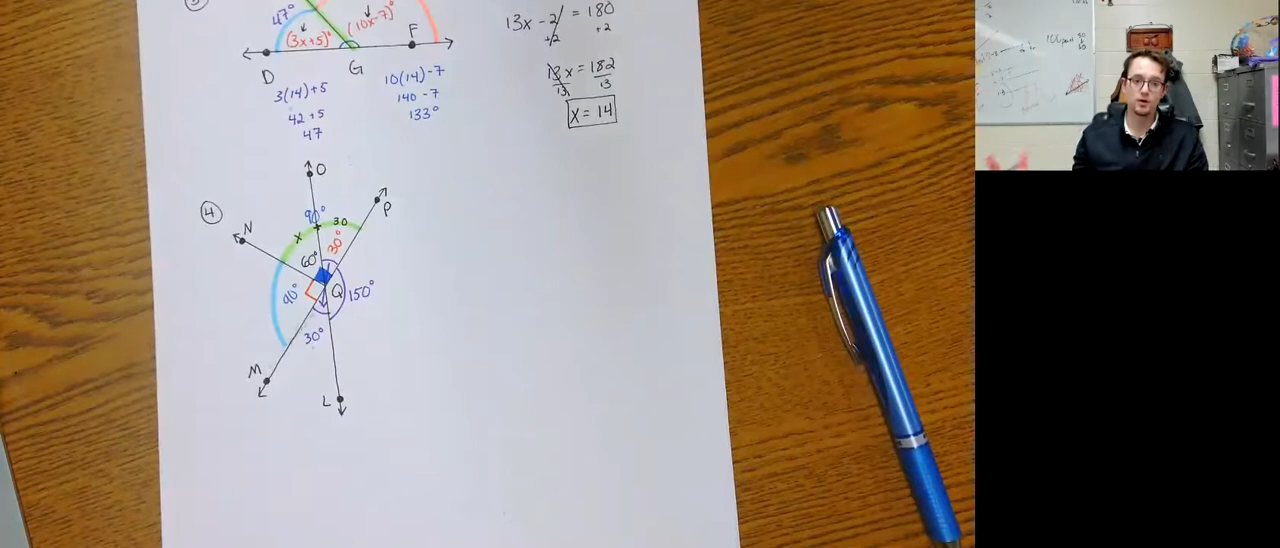 3
47°
(3x+5)°
(10x-7)°
D
G
F
3(14)+5
42+5
47
10(14)-7
140-7
133°
13x - 2 = 180
+2 +2
13x = 182
13 13
x = 14
4
O
P
N
90°
30
x
30°
60°
90°
Q
150°
30°
M
L
100